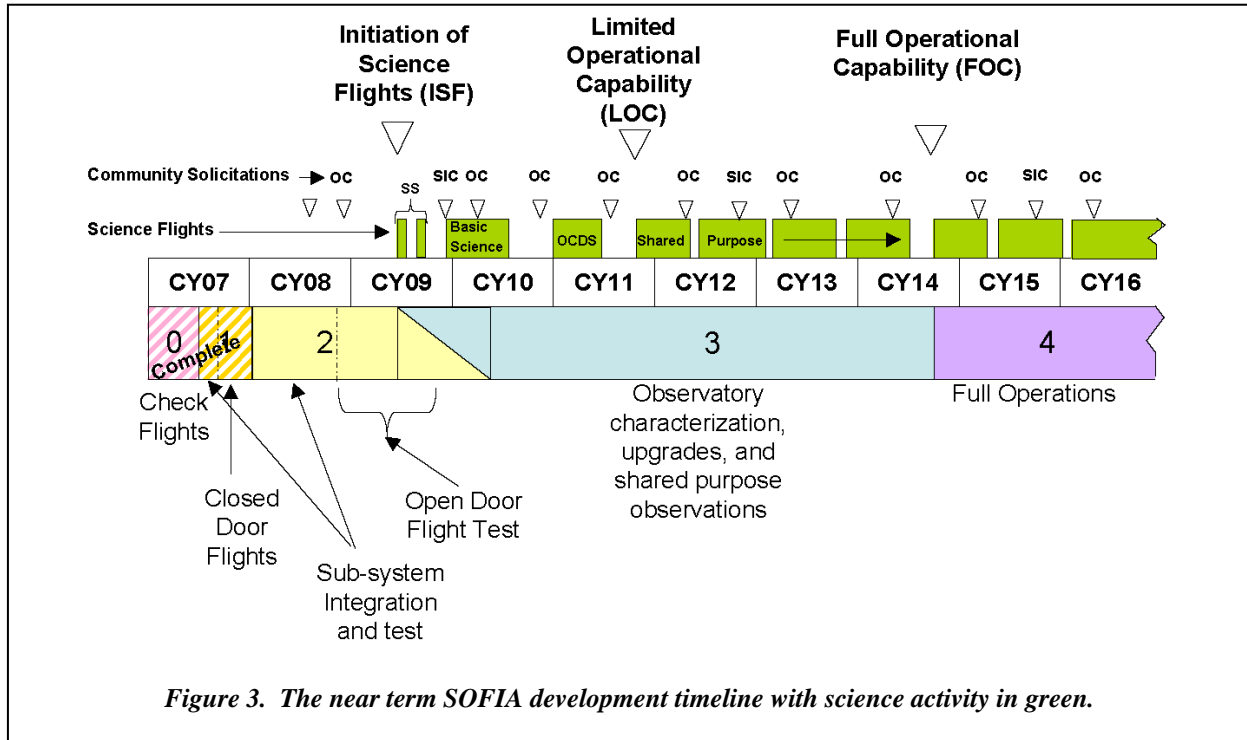 Initiation of
Science
Flights (ISF)
Limited
Operational
Capability
(LOC)
Full Operational
Capability (FOC)
Community Solicitations
OC
SS
SIC OC
OC
OC
OC
SIC
OC
OC
OC
SIC
OC
Science Flights
Basic
Science
OCDS
Shared
Purpose
CY07
CY08
CY09
CY10
CY11
CY12
CY13
CY14
CY15
CY16
0
1
Complete
2
3
4
Check
Flights
Closed
Door
Flights
Sub-system
Integration
and test
Open Door
Flight Test
Observatory
characterization,
upgrades, and
shared purpose
observations
Full Operations
Figure 3. The near term SOFIA development timeline with science activity in green.